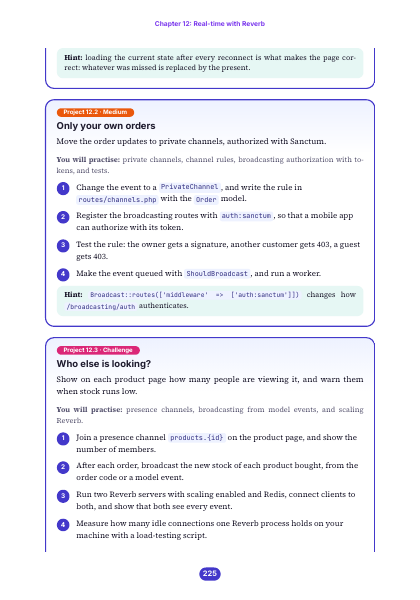 Chapter 12: Real-time with Reverb
Hint: loading the current state after every reconnect is what makes the page cor-
rect: whatever was missed is replaced by the present.
Project 12.2 · Medium
Only your own orders
Move the order updates to private channels, authorized with Sanctum.
You will practise: private channels, channel rules, broadcasting authorization with to-
kens, and tests.
1 Change the event to a PrivateChannel, and write the rule in
routes/channels.php with the Order model.
2 Register the broadcasting routes with auth:sanctum, so that a mobile app
can authorize with its token.
3 Test the rule: the owner gets a signature, another customer gets 403, a guest
gets 403.
4 Make the event queued with ShouldBroadcast, and run a worker.
Hint: Broadcast::routes(['middleware' => ['auth:sanctum']]) changes how
/broadcasting/auth authenticates.
Project 12.3 · Challenge
Who else is looking?
Show on each product page how many people are viewing it, and warn them
when stock runs low.
You will practise: presence channels, broadcasting from model events, and scaling
Reverb.
1 Join a presence channel products.{id} on the product page, and show the
number of members.
2 After each order, broadcast the new stock of each product bought, from the
order code or a model event.
3 Run two Reverb servers with scaling enabled and Redis, connect clients to
both, and show that both see every event.
4 Measure how many idle connections one Reverb process holds on your
machine with a load-testing script.
225